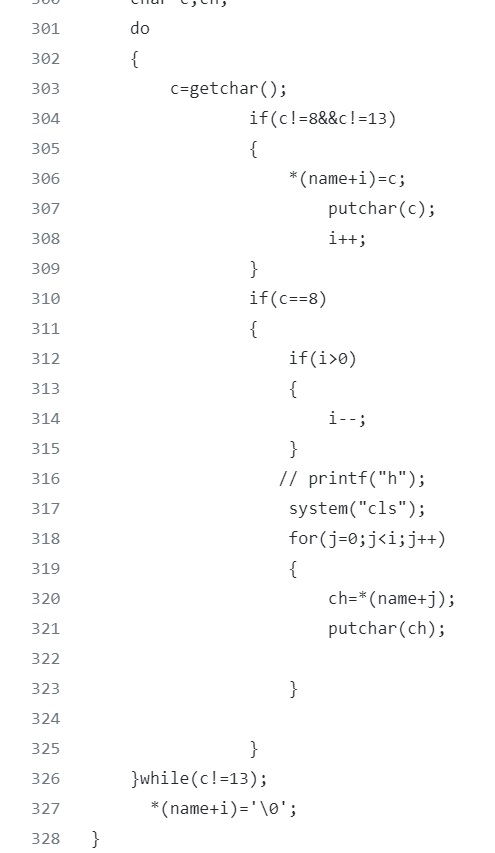 300 char c,ch;
301 do
302 {
303 c=getchar();
304 if(c!=8&&c!=13)
305 {
306 *(name+i)=c;
307 putchar(c);
308 i++;
309 }
310 if(c==8)
311 {
312 if(i>0)
313 {
314 i--;
315 }
316 // printf("h");
317 system("cls");
318 for(j=0;j<i;j++)
319 {
320 ch=*(name+j);
321 putchar(ch);
322
323 }
324
325 }
326 }while(c!=13);
327 *(name+i)='\0';
328 }